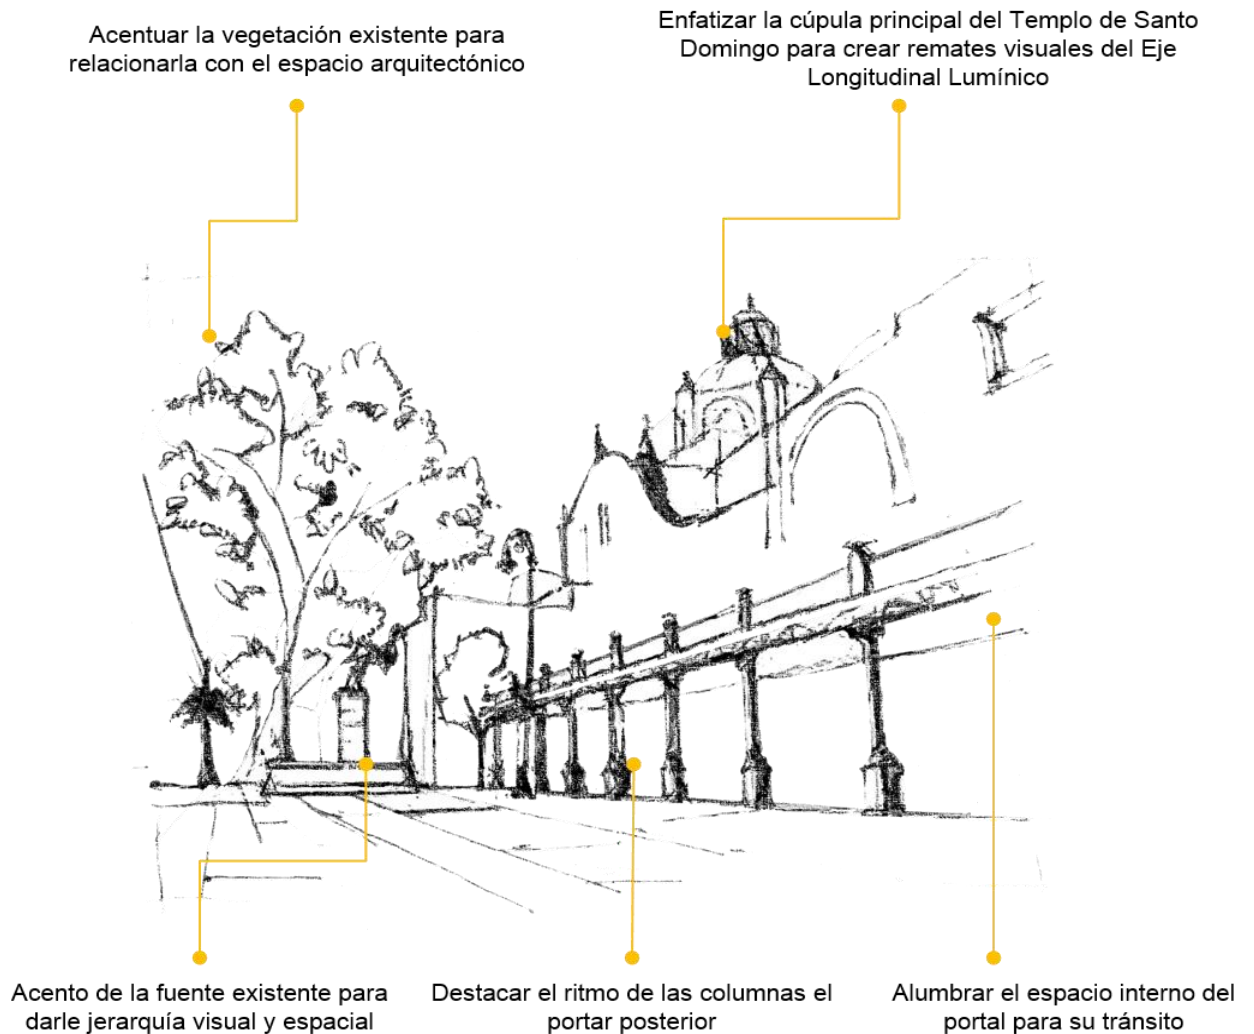 Acentuar la vegetación existente para
relacionarla con el espacio arquitectónico
Enfatizar la cúpula principal del Templo de Santo
Domingo para crear remates visuales del Eje
Longitudinal Lumínico
Acento de la fuente existente para
darle jerarquía visual y espacial
Destacar el ritmo de las columnas el
portar posterior
Alumbrar el espacio interno del
portal para su tránsito